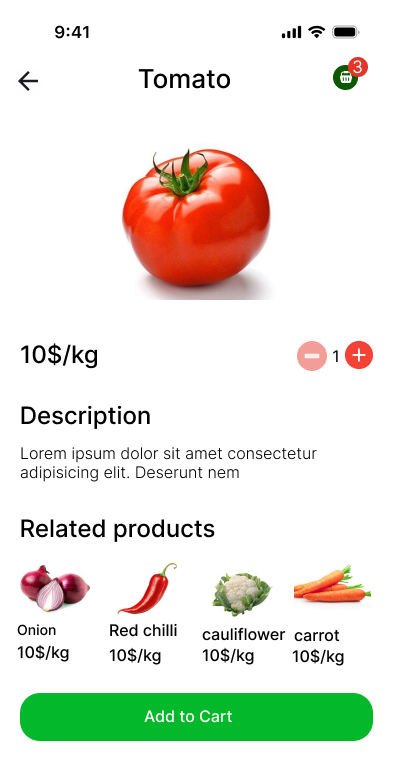 9:41
Tomato
3
10$/kg
1
Description
Lorem ipsum dolor sit amet consectetur
adipisicing elit. Deserunt nem
Related products
Onion
10$/kg
Red chilli
10$/kg
cauliflower
10$/kg
carrot
10$/kg
Add to Cart